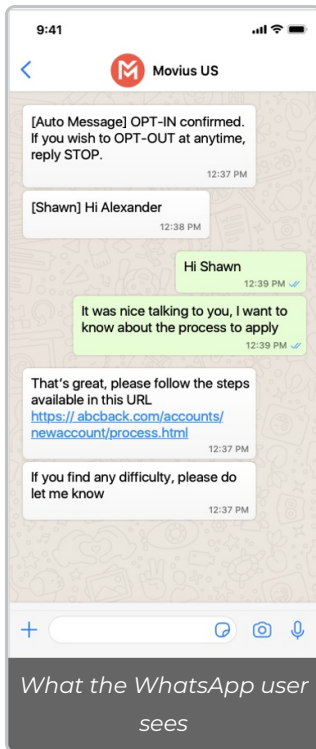 9:41
Movius US
[Auto Message] OPT-IN confirmed.
If you wish to OPT-OUT at anytime,
reply STOP.
12:37 PM
[Shawn] Hi Alexander
12:38 PM
Hi Shawn
12:39 PM
It was nice talking to you, I want to
know about the process to apply
12:39 PM
That's great, please follow the steps
available in this URL
https:// abcback.com/accounts/
newaccount/process.html
12:37 PM
If you find any difficulty, please do
let me know
12:37 PM
What the WhatsApp user
sees